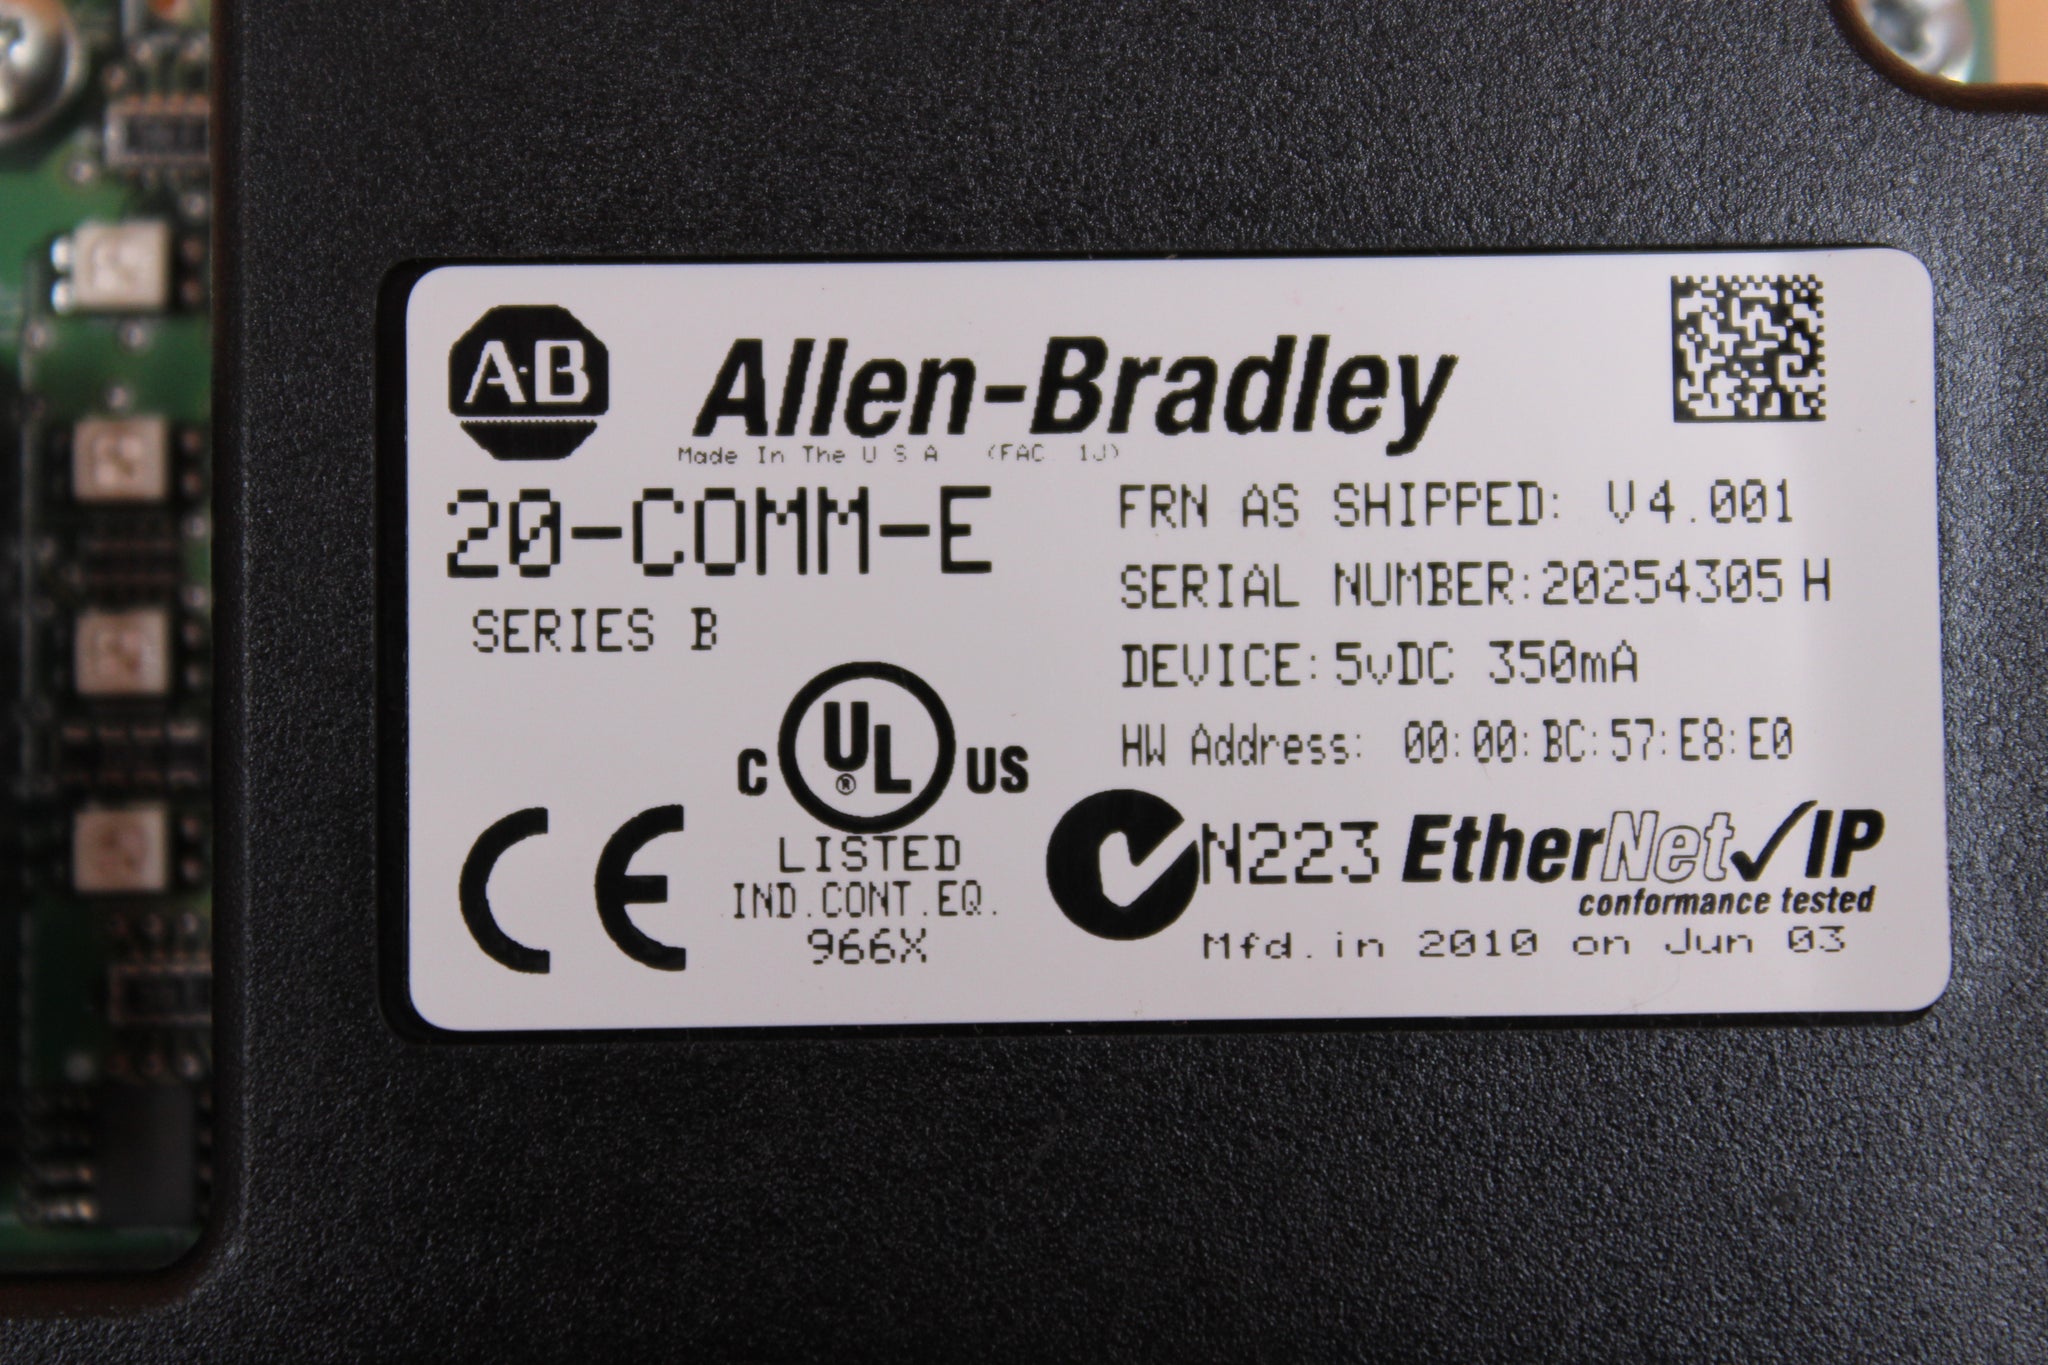 A-B
Allen-Bradley
Made In The U S A (FAC 1J)
20-COMM-E
SERIES B
FRN AS SHIPPED: V4.001
SERIAL NUMBER:20254305 H
DEVICE:5vDC 350mA
HW Address: 00:00:BC:57:E8:E0
C UL ® US
LISTED
IND.CONT.EQ.
966X
CE
N223
EtherNet/IP
conformance tested
Mfd.in 2010 on Jun 03